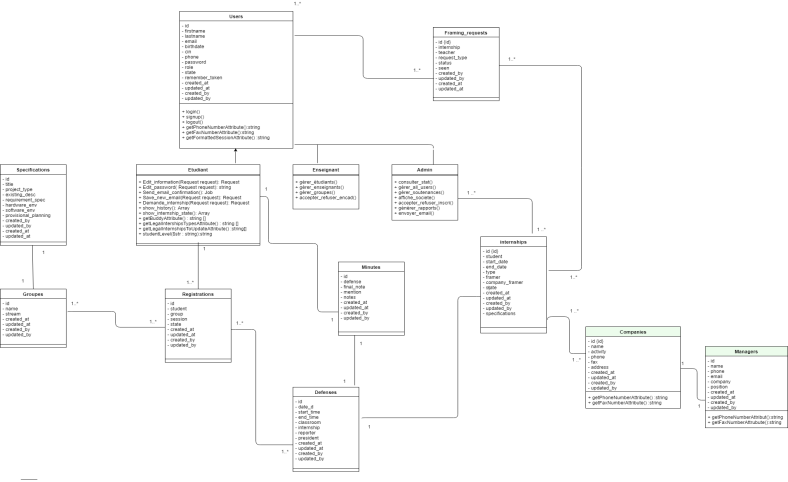 1..*
Users
- id
- firstname
- lastname
- email
- birthdate
- cin
- phone
- password
- role
- state
- remember_token
- created_at
- updated_at
- created_by
- updated_by
+ login()
+ signup()
+ logout()
+ getPhoneNumberAttribute():string
+ getFaxNumberAttribute():string
+ getFormattedSessionAttribute() :string
Framing_requests
- id {id}
- internship
- teacher
- request_type
- status
- seen
- created_by
- updated_by
- created_at
- updated_at
1..*
1..*
Specifications
- id
- title
- project_type
- existing_desc
- requirement_spec
- hardware_env
- software_env
- provisional_planning
- created_by
- updated_by
- created_at
- updated_at
1
1
Etudiant
+ Edit_information(Request request): Request
+ Edit_password( Request request): string
+ Send_email_confirmation(): Job
+ Save_new_email(Request request): Request
+ Demande_internship(Request request): Request
+ show_history(): Array
+ show_internship_state(): Array
+ getBuddyAttribute() : string []
+ getLegalInternshipsTypesAttribute() : string []
+ getLegalInternshipsToUpdateAttribute() : string[]
+ studentLevel($str : string):string
1
1
1..*
Enseignant
+ gérer_étudiants()
+ gérer_enseignants()
+ gérer_groupes()
+ accepter_refuser_encad()
Admin
+ consulter_stat()
+ gérer_all_users()
+ gérer_soutenances()
+ affiche_societe()
+ accepter_refuser_inscri()
+ générer_rapports()
+ envoyer_email()
1..*
1..*
Internships
- id {id}
- student
- start_date
- end_date
- type
- framer
- company_framer
- created_at
- updated_at
- created_by
- updated_by
- specifications
1..*
1..*
1..*
Minutes
- id
- defense
- final_note
- mention
- notes
- created_at
- updated_at
- created_by
- updated_by
1
1
1
Groupes
- id
- name
- stream
- created_at
- updated_at
- created_by
- updated_by
1..*
1..*
Registrations
- id
- student
- group
- session
- state
- created_at
- updated_at
- created_by
- updated_by
1..*
1..*
Defenses
- id
- date_d
- start_time
- end_time
- classroom
- internship
- reporter
- president
- created_at
- updated_at
- created_by
- updated_by
1
Companies
- id {id}
- name
- activity
- phone
- fax
- address
- created_at
- updated_at
- created_by
- updated_by
+ getPhoneNumberAttribute() :string
+ getFaxNumberAttribute() :string
1
1
Managers
- id
- name
- phone
- email
- company
- position
- created_at
- updated_at
- created_by
- updated_by
+ getPhoneNumberAttribut():string